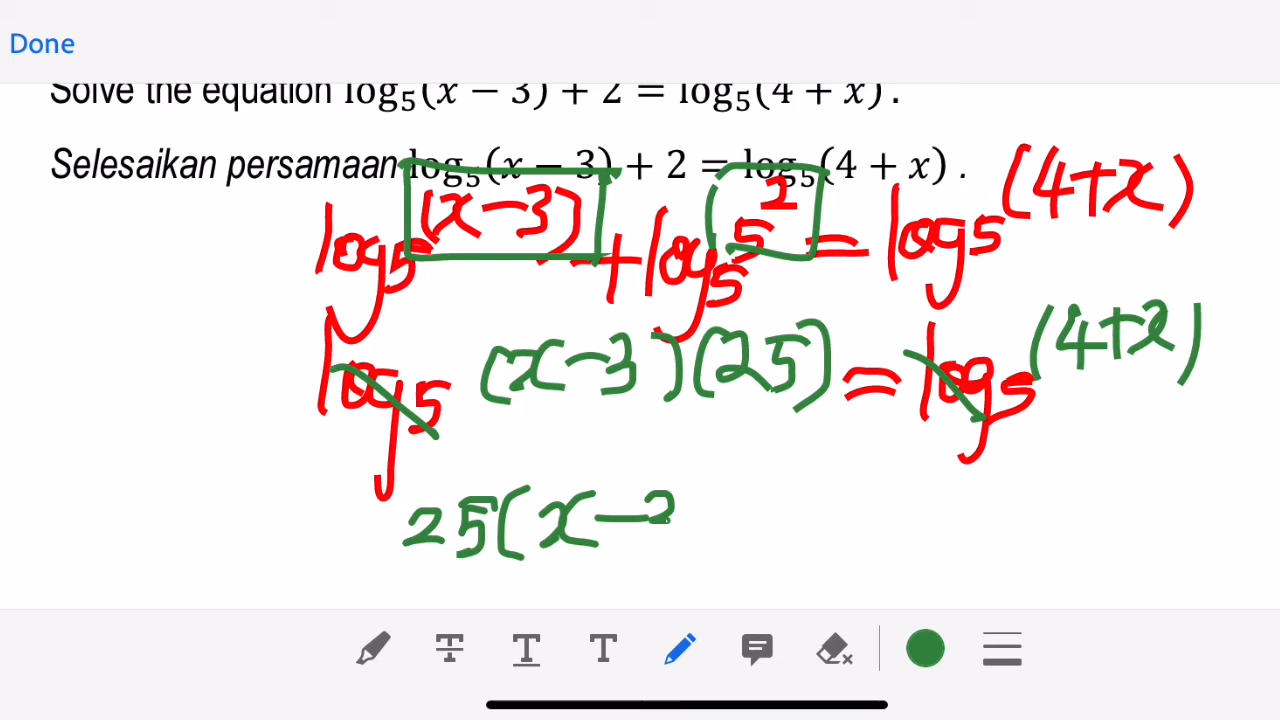 Done
Solve the equation log₅(x − 3) + 2 = log₅(4 + x) .
Selesaikan persamaan log₅(x − 3) + 2 = log₅(4 + x) .
log₅(x−3) + log₅5² = log₅(4+x)
log₅(x−3)(25) = log₅(4+x)
25(x−3
T T T